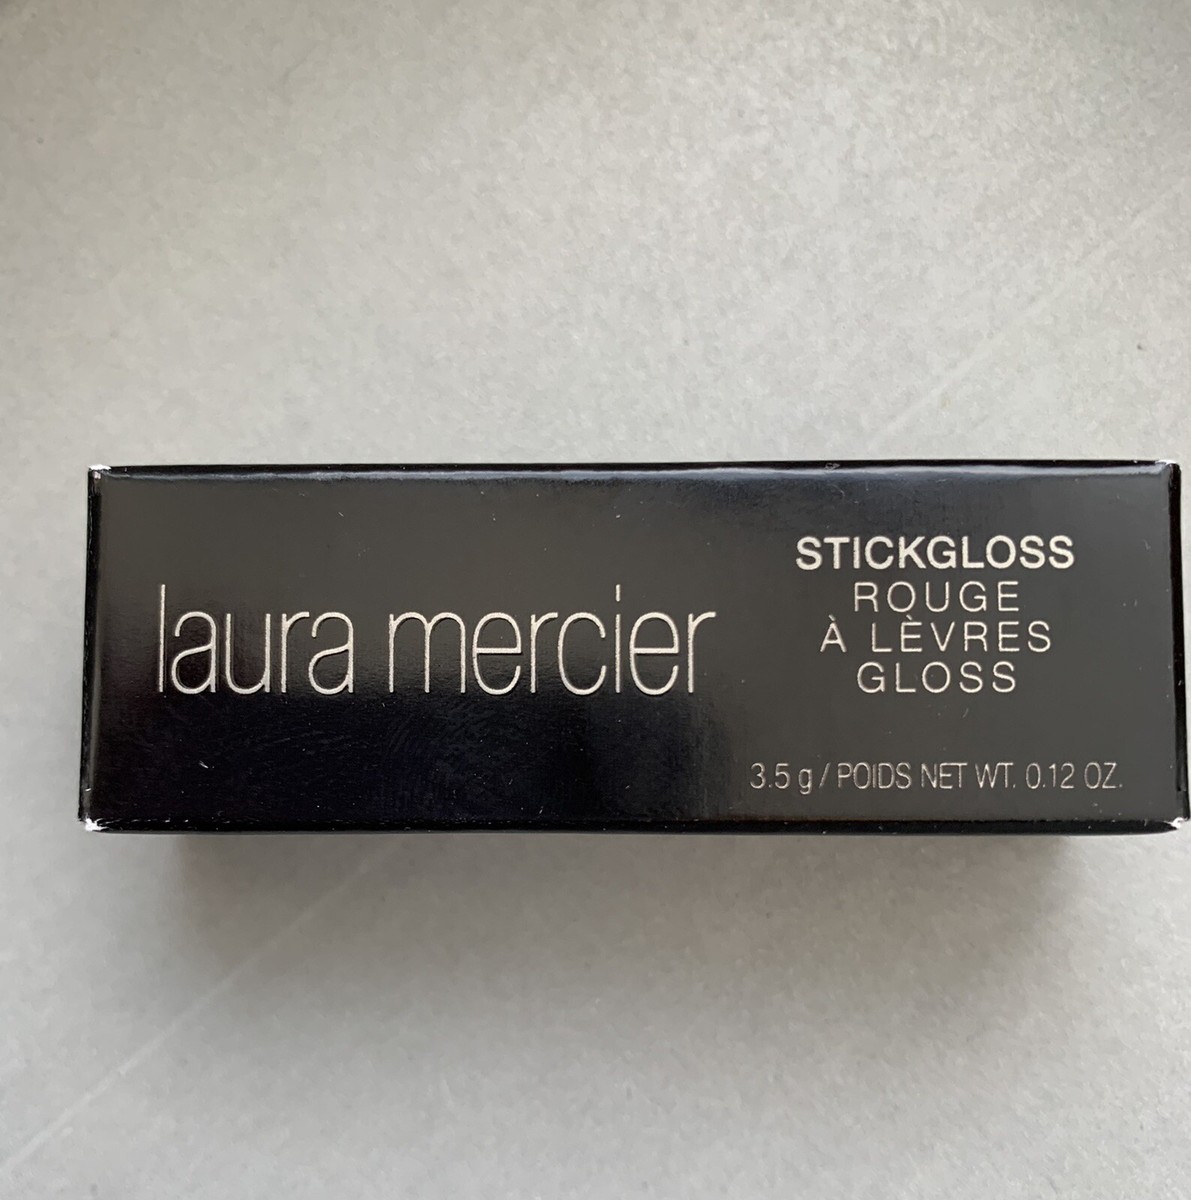 laura mercier
STICKGLOSS
ROUGE
À LÈVRES
GLOSS
3.5 g / POIDS NET WT. 0.12 OZ.